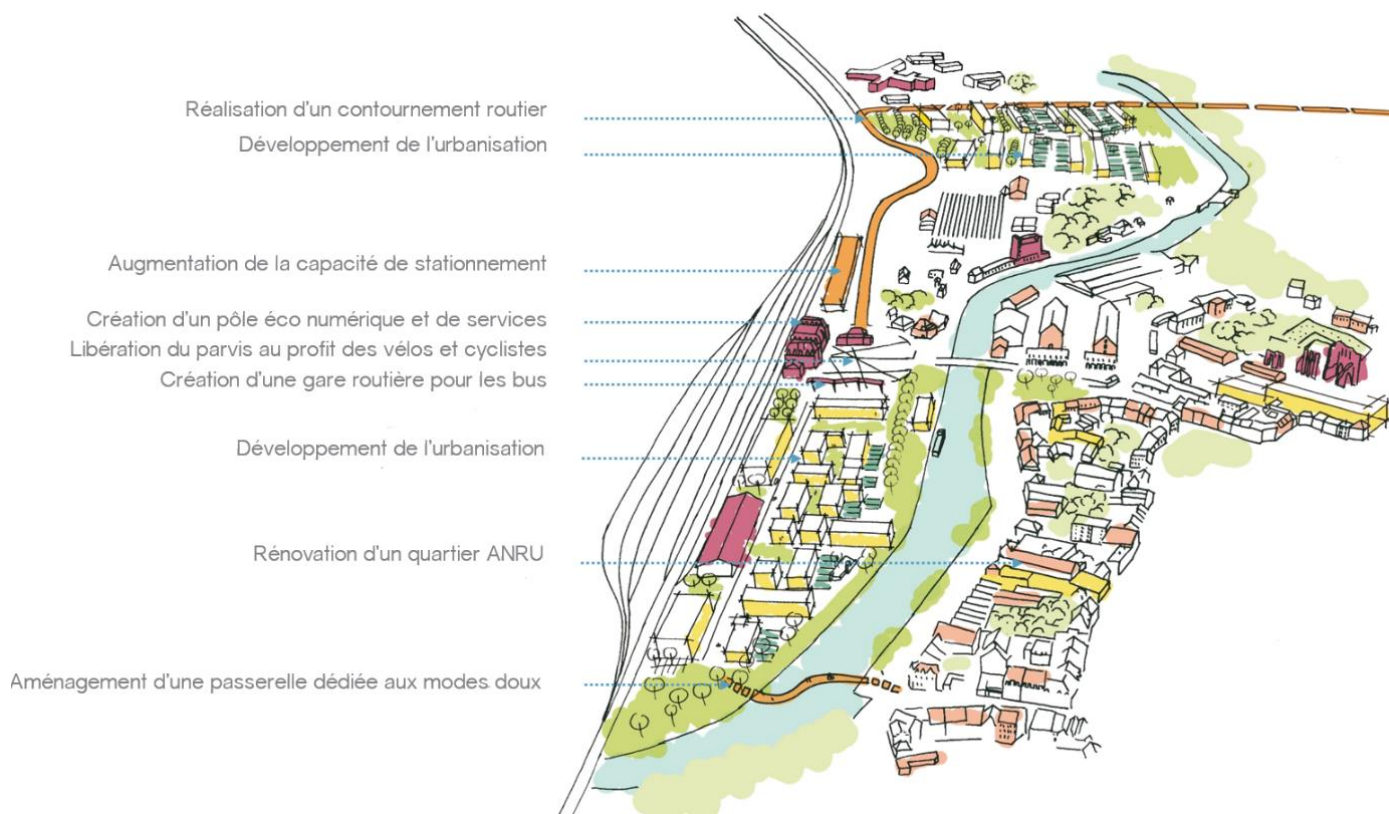 Réalisation d'un contournement routier
Développement de l'urbanisation
Augmentation de la capacité de stationnement
Création d'un pôle éco numérique et de services
Libération du parvis au profit des vélos et cyclistes
Création d'une gare routière pour les bus
Développement de l'urbanisation
Rénovation d'un quartier ANRU
Aménagement d'une passerelle dédiée aux modes doux